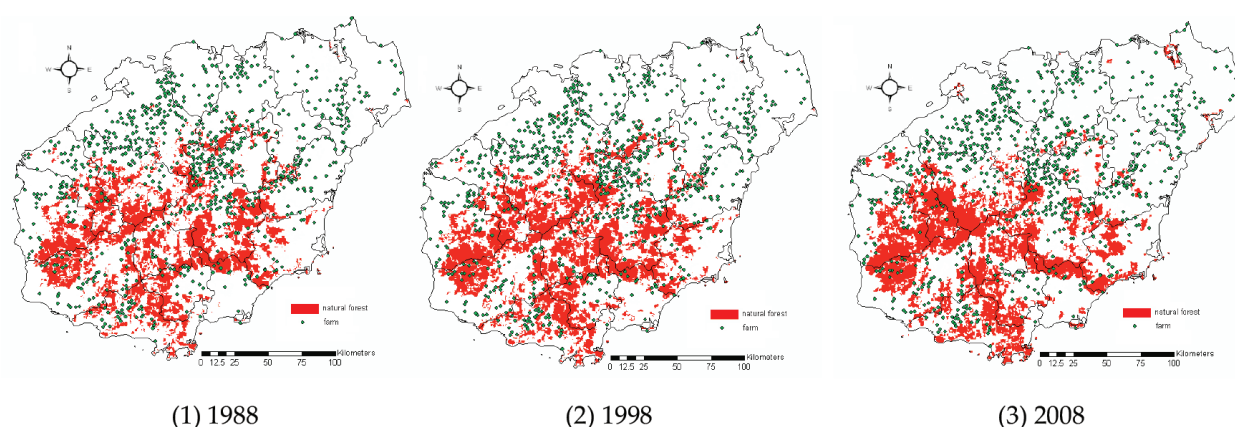 N
W E
S
natural forest
farm
Kilometers
0 12.5 25 50 75 100
N
W E
S
natural forest
farm
Kilometers
0 12.5 25 50 75 100
N
W E
S
natural forest
farm
Kilometers
0 12.5 25 50 75 100
(1) 1988
(2) 1998
(3) 2008